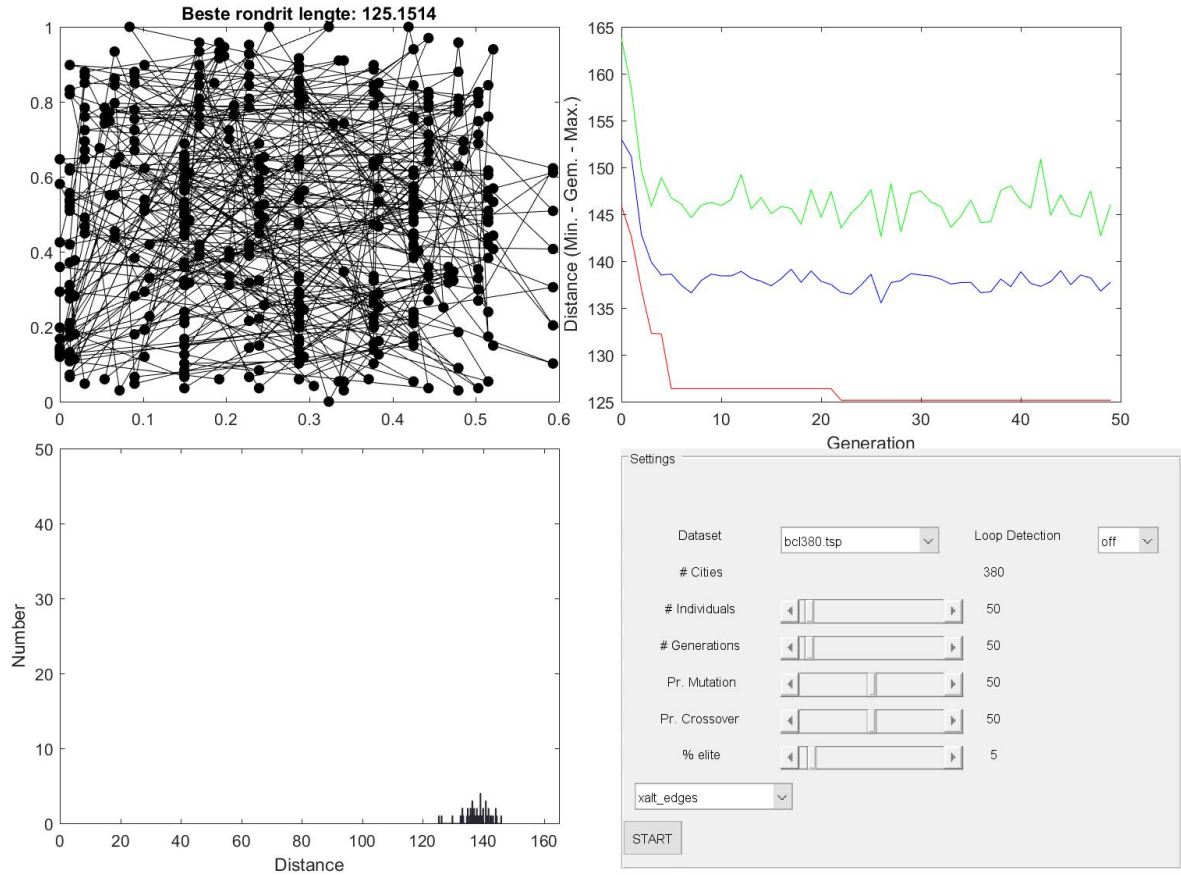 Beste rondrit lengte: 125.1514
1
0.8
0.6
0.4
0.2
0
0
0.1
0.2
0.3
0.4
0.5
0.6
Distance (Min. - Gem. - Max.)
165
160
155
150
145
140
135
130
125
0
10
20
30
40
50
Generation
Number
50
40
30
20
10
0
0
20
40
60
80
100
120
140
160
Distance
Settings
Dataset bcl380.tsp Loop Detection off
# Cities 380
# Individuals 50
# Generations 50
Pr. Mutation 50
Pr. Crossover 50
% elite 5
xalt_edges
START